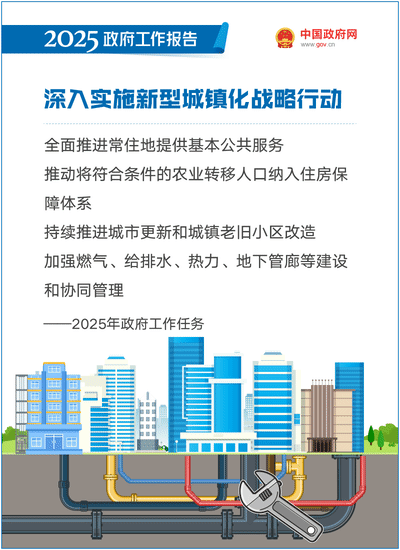 2025政府工作报告
中国政府网
www.gov.cn
深入实施新型城镇化战略行动
全面推进常住地提供基本公共服务
推动将符合条件的农业转移人口纳入住房保
障体系
持续推进城市更新和城镇老旧小区改造
加强燃气、给排水、热力、地下管廊等建设
和协同管理
——2025年政府工作任务